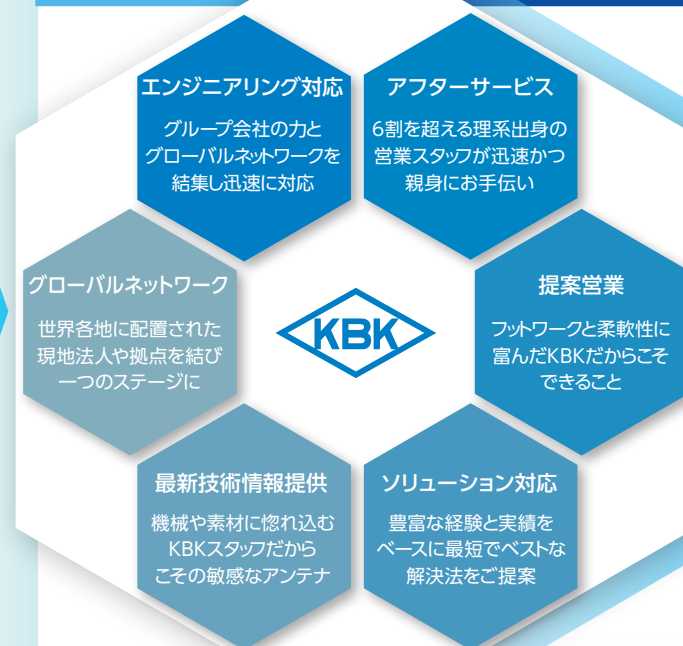 エンジニアリング対応
グループ会社の力と
グローバルネットワークを
結集し迅速に対応
アフターサービス
6割を超える理系出身の
営業スタッフが迅速かつ
親身にお手伝い
グローバルネットワーク
世界各地に配置された
現地法人や拠点を結び
一つのステージに
KBK
提案営業
フットワークと柔軟性に
富んだKBKだからこそ
できること
最新技術情報提供
機械や素材に惚れ込む
KBKスタッフだから
こその敏感なアンテナ
ソリューション対応
豊富な経験と実績を
ベースに最短でベストな
解決法をご提案